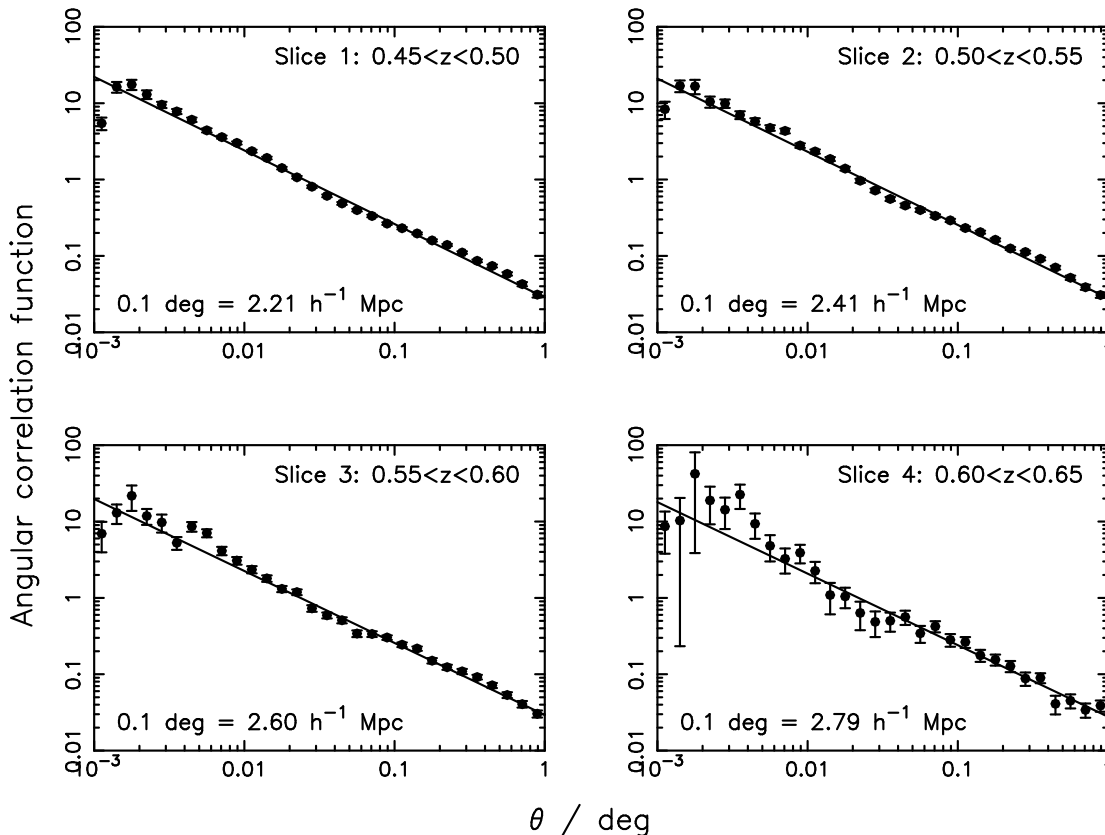 Angular correlation function
Slice 1: 0.45<z<0.50
100
10
1
0.1
0.01
0.1 deg = 2.21 h⁻¹ Mpc
10⁻³ 0.01 0.1 1
Slice 2: 0.50<z<0.55
100
10
1
0.1
0.01
0.1 deg = 2.41 h⁻¹ Mpc
10⁻³ 0.01 0.1 1
Slice 3: 0.55<z<0.60
100
10
1
0.1
0.01
0.1 deg = 2.60 h⁻¹ Mpc
10⁻³ 0.01 0.1 1
Slice 4: 0.60<z<0.65
100
10
1
0.1
0.01
0.1 deg = 2.79 h⁻¹ Mpc
10⁻³ 0.01 0.1 1
θ / deg